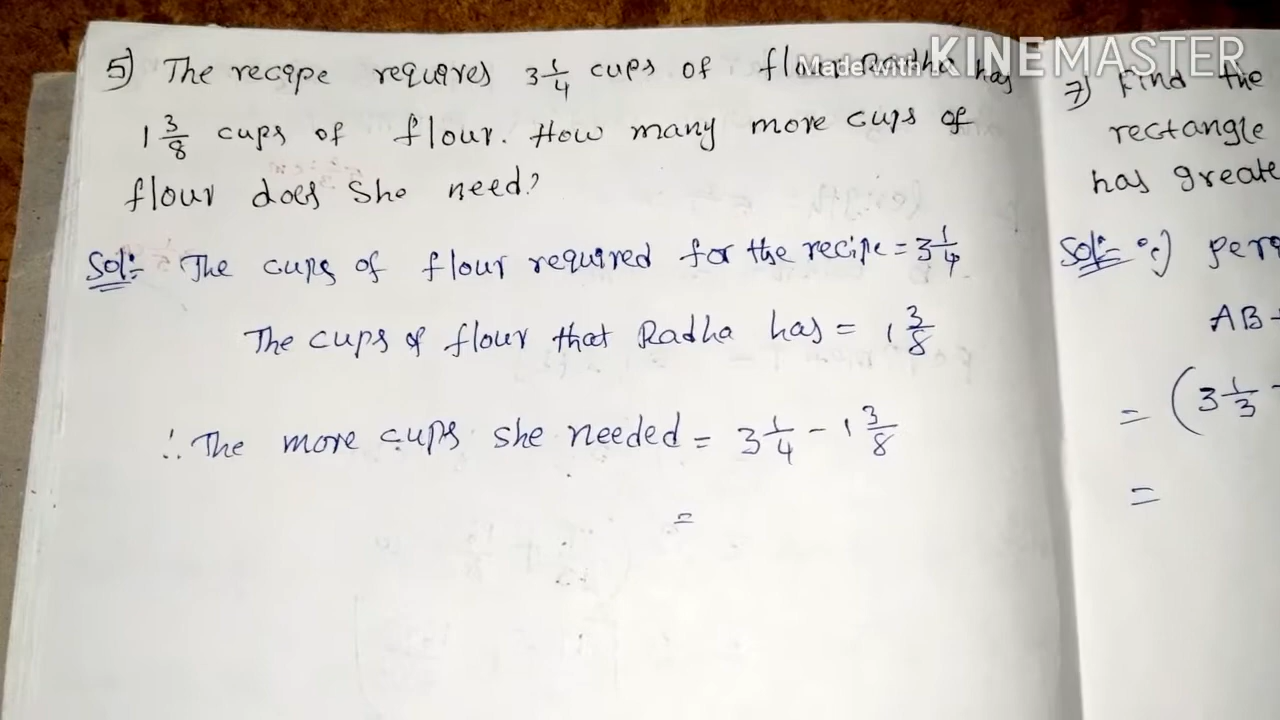 5) The recipe requires 3 1/4 cups of flour Radha has
1 3/8 cups of flour. How many more cups of
flour does she need?
Sol:- The cups of flour required for the recipe = 3 1/4
The cups of flour that Radha has = 1 3/8
∴ The more cups she needed = 3 1/4 - 1 3/8
=
7) Find the
rectangle
has greate
Sol:- i) peri
AB
= (3 1/3
=
Made with KINEMASTER